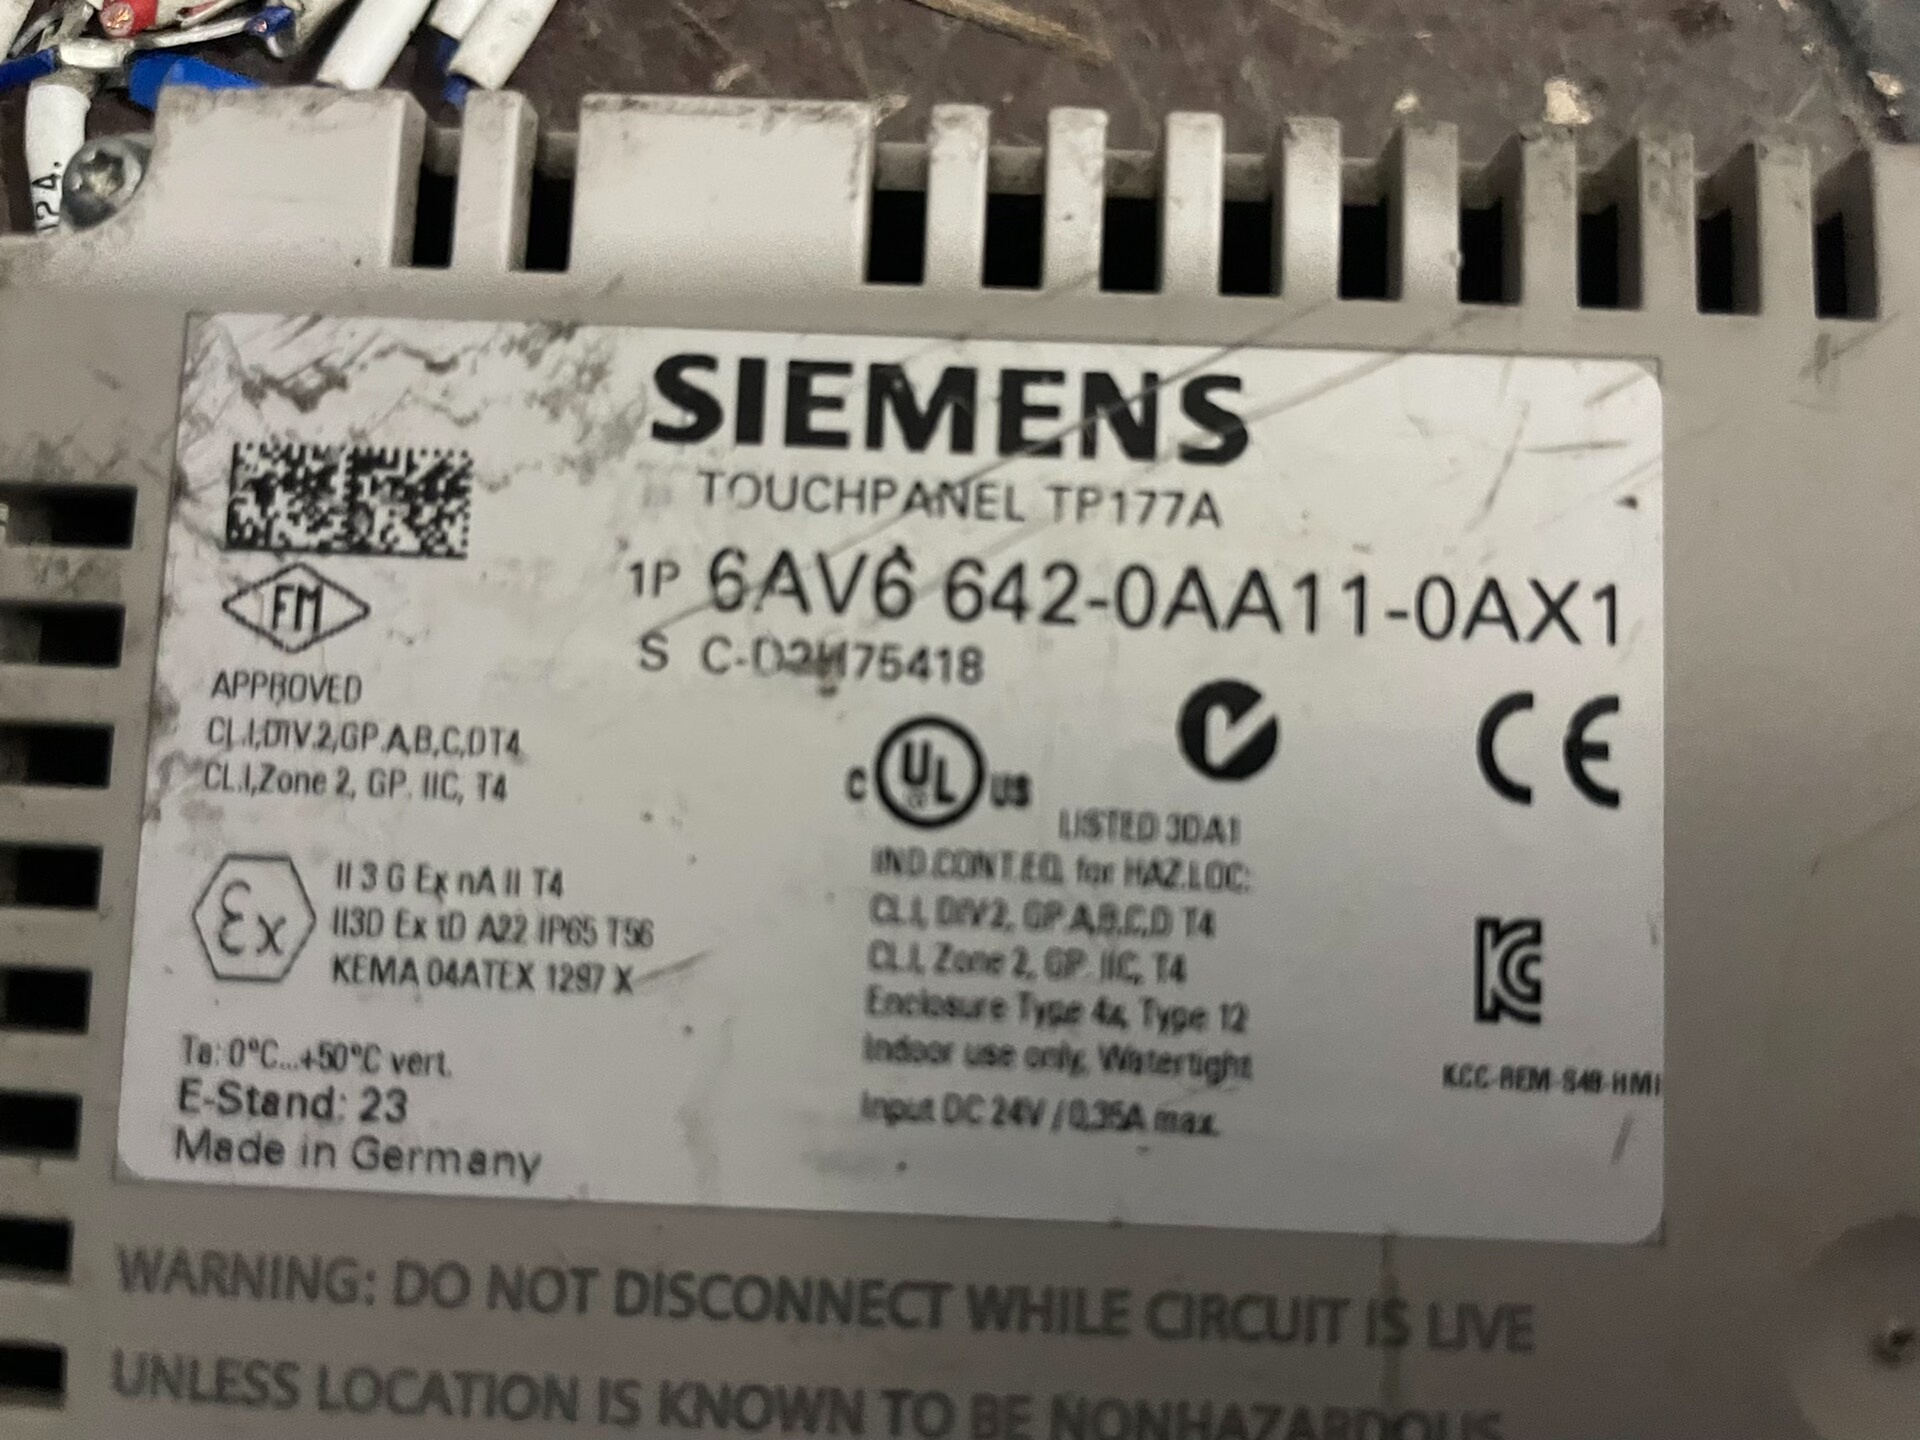 12A.
SIEMENS
TOUCHPANEL TP177A
1P 6AV6 642-0AA11-0AX1
S C-D2H75418
FM
APPROVED
CL.I,DIV.2,GP.A,B,C,D T4
CL.I,Zone 2, GP. IIC, T4
C UL US
LISTED 3DA1
CE
IND.CONT.EQ. for HAZ.LOC:
CL.I, DIV.2, GP.A,B,C,D T4
CL.I, Zone 2, GP. IIC, T4
Enclosure Type 4x, Type 12
Indoor use only, Watertight
Input DC 24V / 0,35A max.
Ex
II 3 G Ex nA II T4
II3D Ex tD A22 IP65 T56
KEMA 04ATEX 1297 X
KC
KCC-REM-S49-HMI
Ta: 0°C...+50°C vert.
E-Stand: 23
Made in Germany
WARNING: DO NOT DISCONNECT WHILE CIRCUIT IS LIVE
UNLESS LOCATION IS KNOWN TO BE NONHAZARDOUS